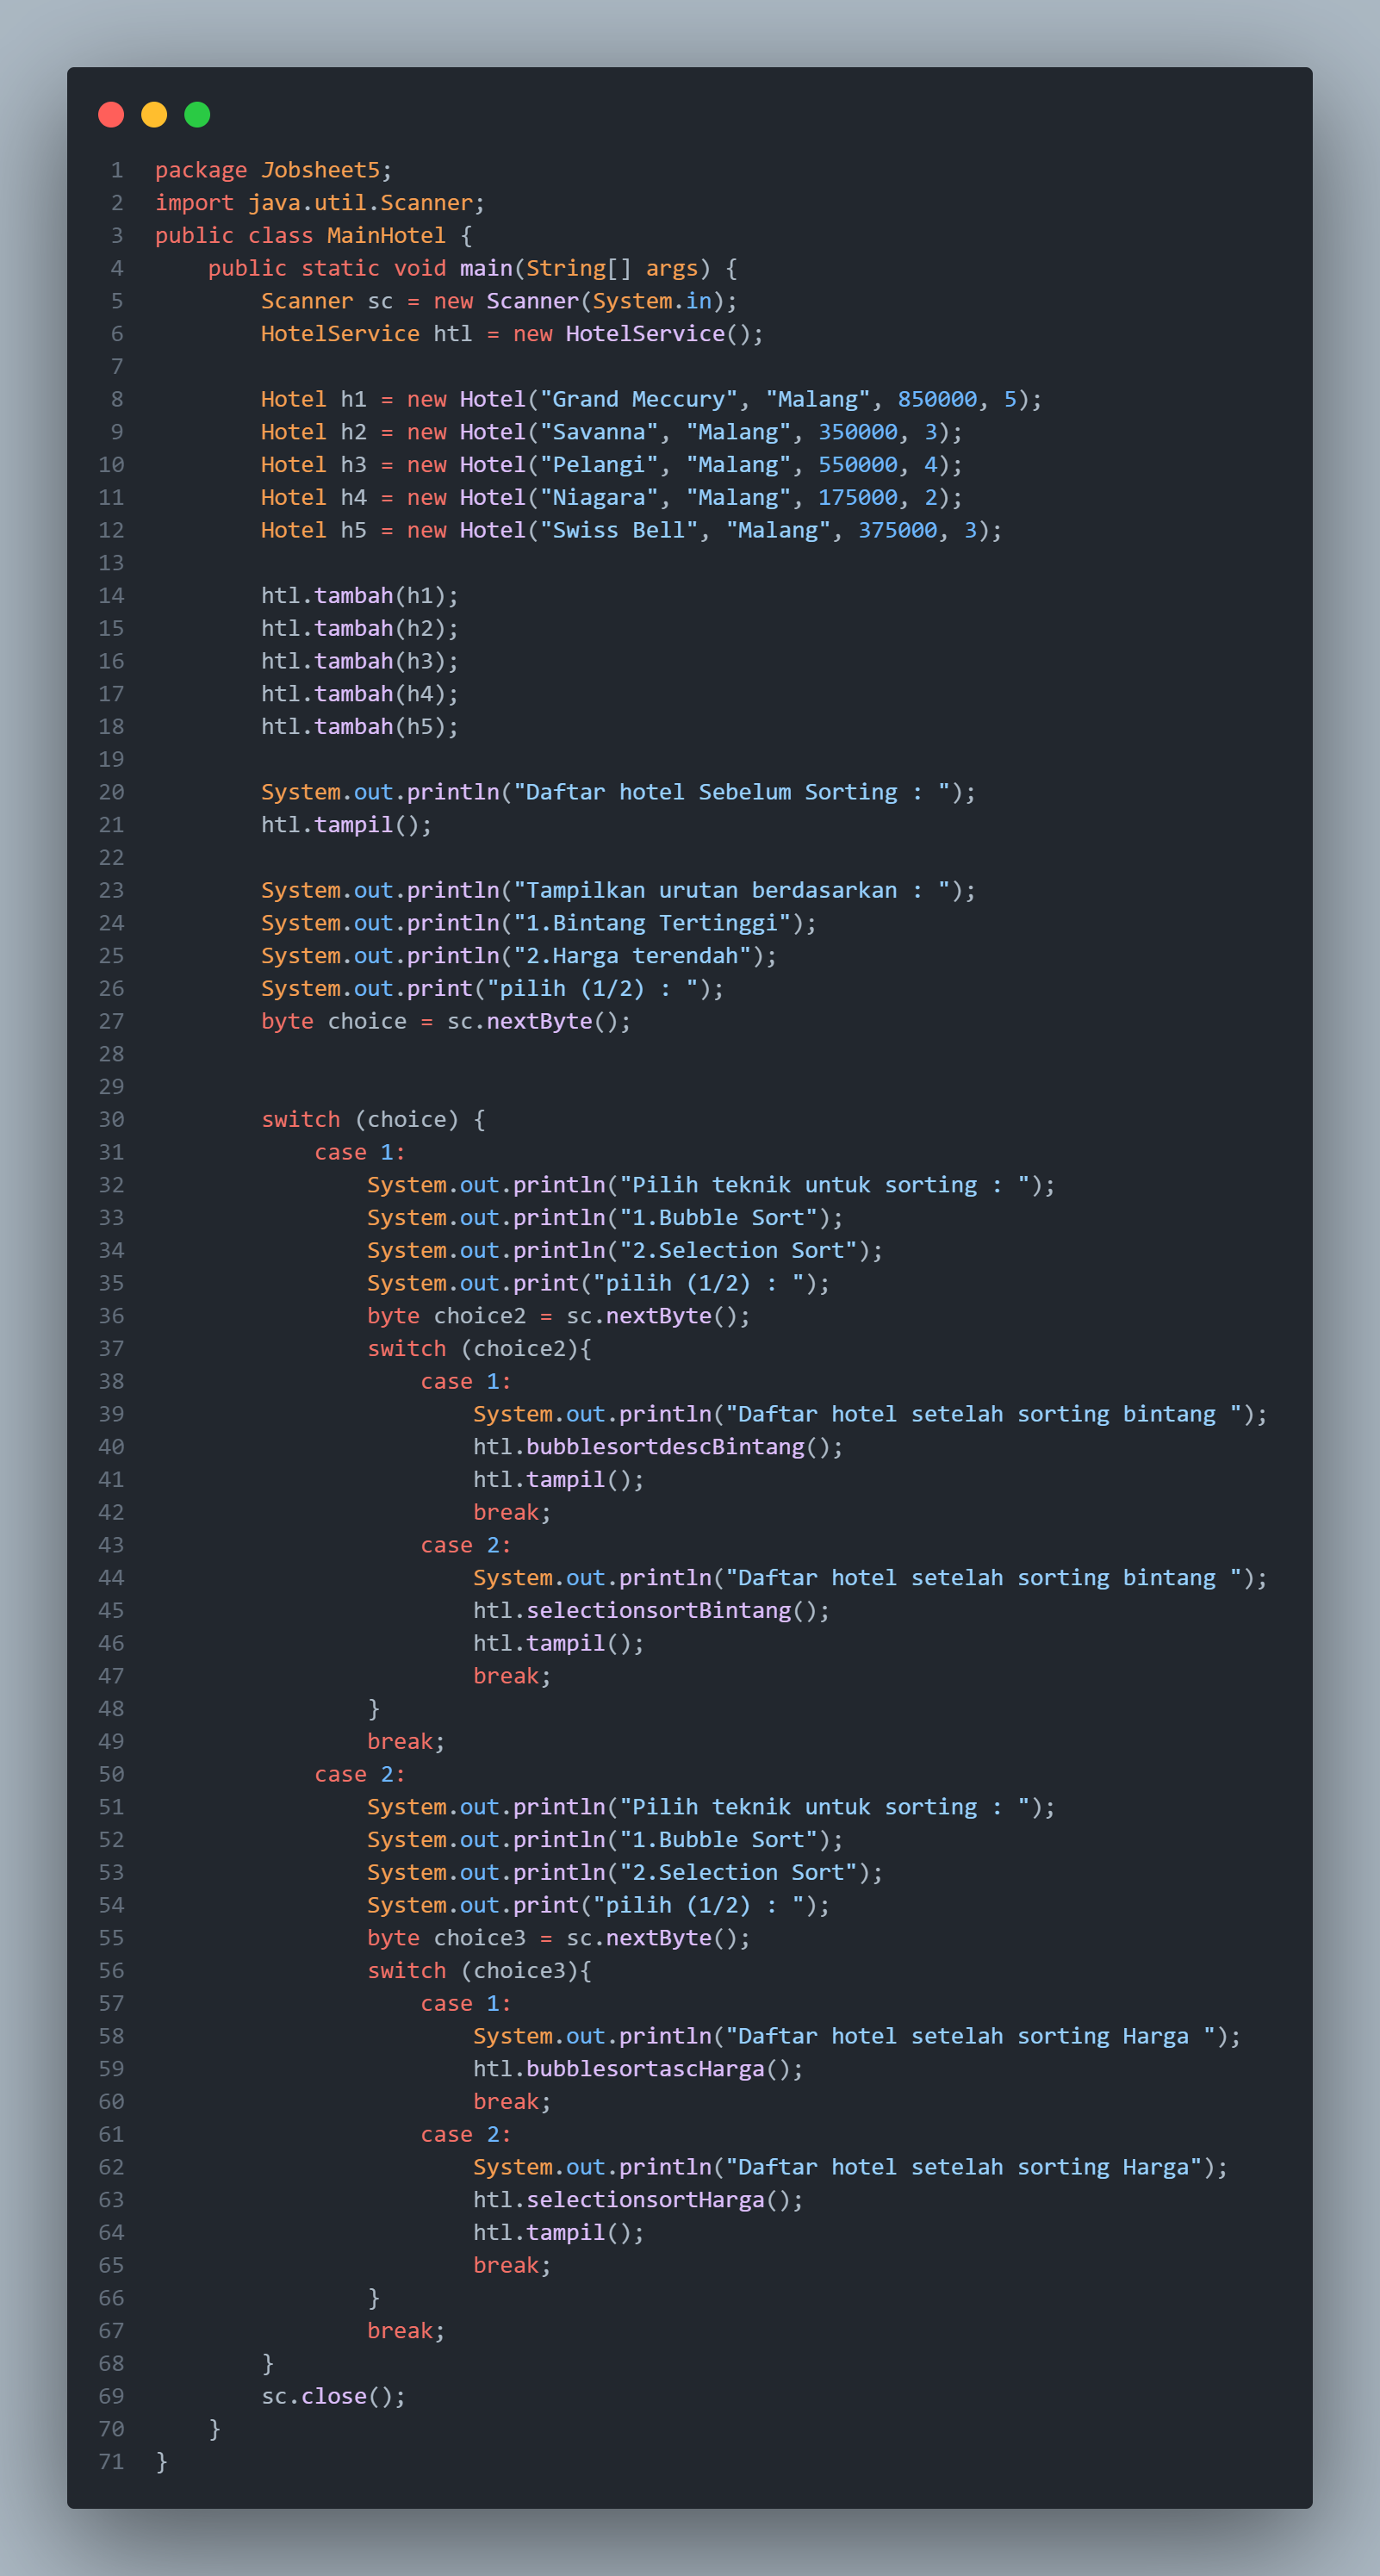 1 package Jobsheet5;
2 import java.util.Scanner;
3 public class MainHotel {
4     public static void main(String[] args) {
5         Scanner sc = new Scanner(System.in);
6         HotelService htl = new HotelService();
7
8         Hotel h1 = new Hotel("Grand Meccury", "Malang", 850000, 5);
9         Hotel h2 = new Hotel("Savanna", "Malang", 350000, 3);
10         Hotel h3 = new Hotel("Pelangi", "Malang", 550000, 4);
11         Hotel h4 = new Hotel("Niagara", "Malang", 175000, 2);
12         Hotel h5 = new Hotel("Swiss Bell", "Malang", 375000, 3);
13
14         htl.tambah(h1);
15         htl.tambah(h2);
16         htl.tambah(h3);
17         htl.tambah(h4);
18         htl.tambah(h5);
19
20         System.out.println("Daftar hotel Sebelum Sorting : ");
21         htl.tampil();
22
23         System.out.println("Tampilkan urutan berdasarkan : ");
24         System.out.println("1.Bintang Tertinggi");
25         System.out.println("2.Harga terendah");
26         System.out.print("pilih (1/2) : ");
27         byte choice = sc.nextByte();
28
29
30         switch (choice) {
31             case 1:
32                 System.out.println("Pilih teknik untuk sorting : ");
33                 System.out.println("1.Bubble Sort");
34                 System.out.println("2.Selection Sort");
35                 System.out.print("pilih (1/2) : ");
36                 byte choice2 = sc.nextByte();
37                 switch (choice2){
38                     case 1:
39                         System.out.println("Daftar hotel setelah sorting bintang ");
40                         htl.bubblesortdescBintang();
41                         htl.tampil();
42                         break;
43                     case 2:
44                         System.out.println("Daftar hotel setelah sorting bintang ");
45                         htl.selectionsortBintang();
46                         htl.tampil();
47                         break;
48                 }
49                 break;
50             case 2:
51                 System.out.println("Pilih teknik untuk sorting : ");
52                 System.out.println("1.Bubble Sort");
53                 System.out.println("2.Selection Sort");
54                 System.out.print("pilih (1/2) : ");
55                 byte choice3 = sc.nextByte();
56                 switch (choice3){
57                     case 1:
58                         System.out.println("Daftar hotel setelah sorting Harga ");
59                         htl.bubblesortascHarga();
60                         break;
61                     case 2:
62                         System.out.println("Daftar hotel setelah sorting Harga");
63                         htl.selectionsortHarga();
64                         htl.tampil();
65                         break;
66                 }
67                 break;
68         }
69         sc.close();
70     }
71 }